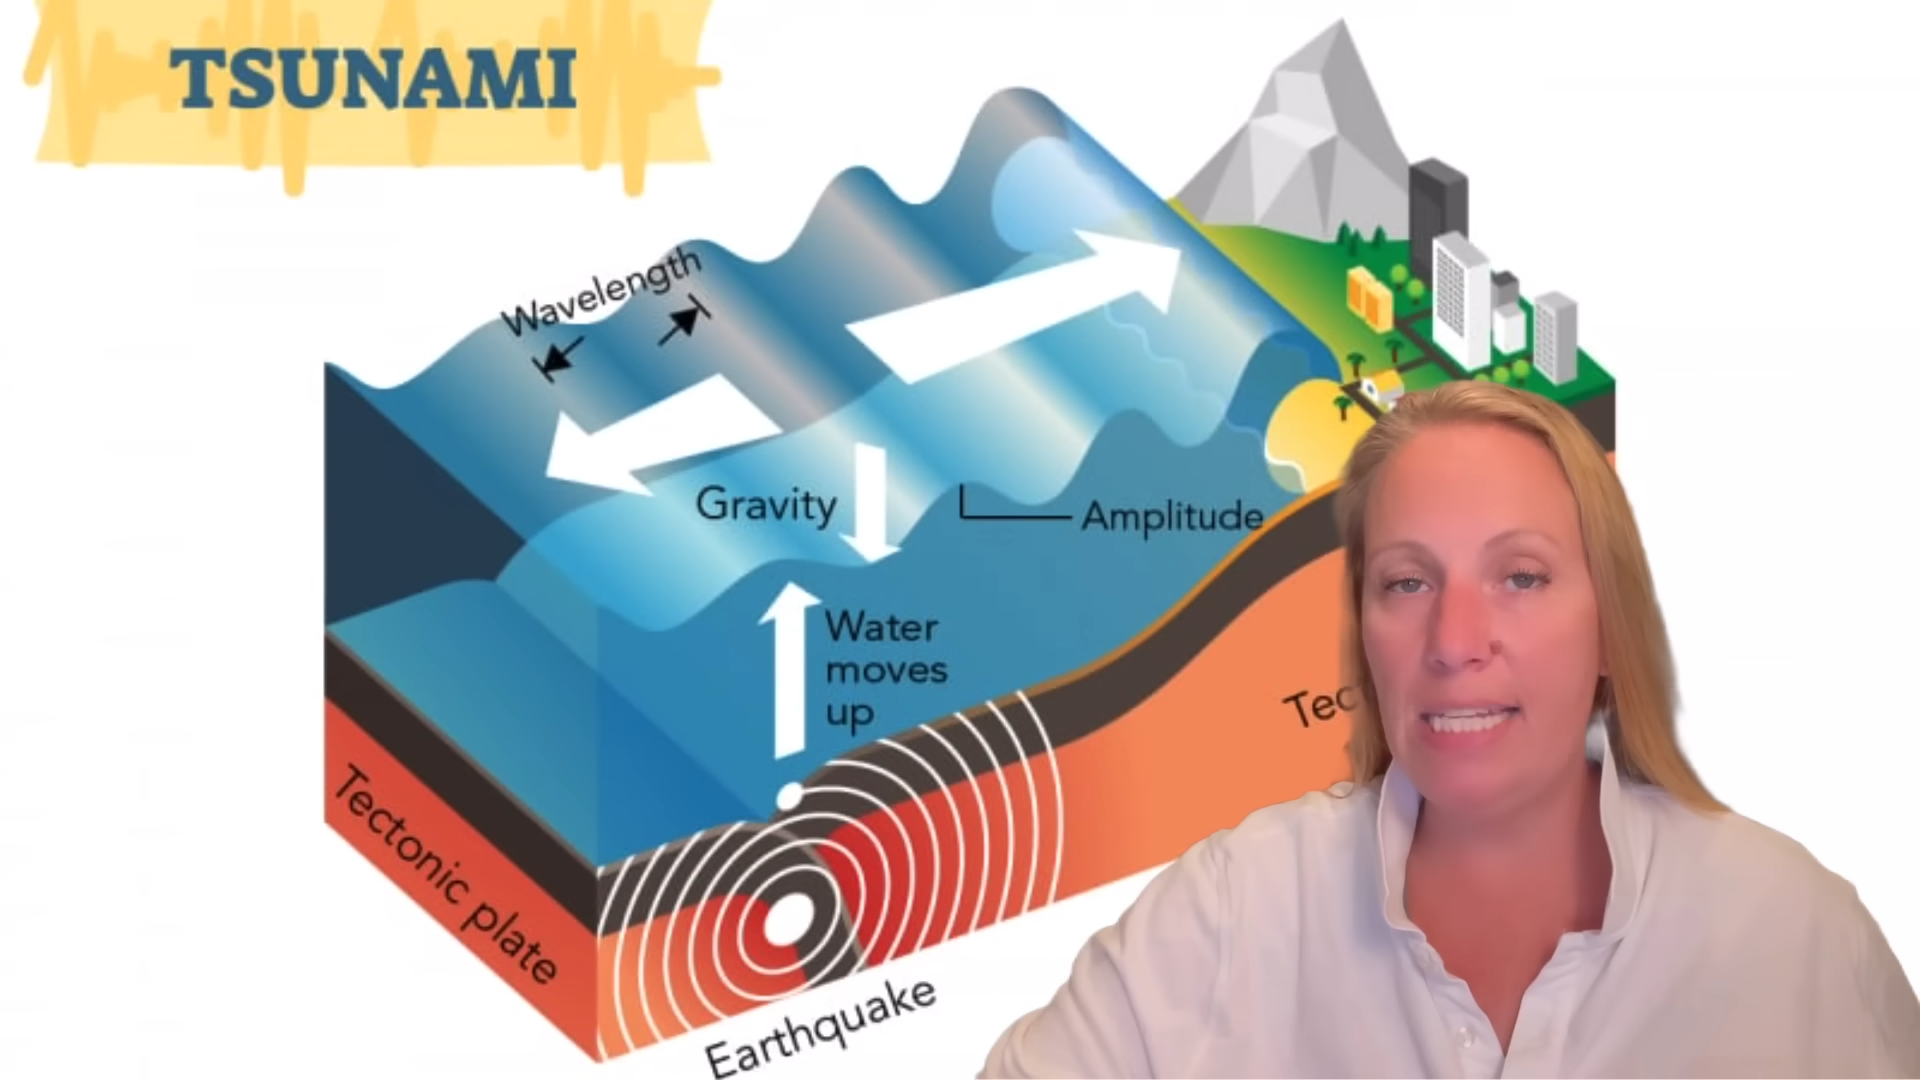 TSUNAMI
Wavelength
Gravity
Amplitude
Water
moves
up
Tectonic plate
Earthquake